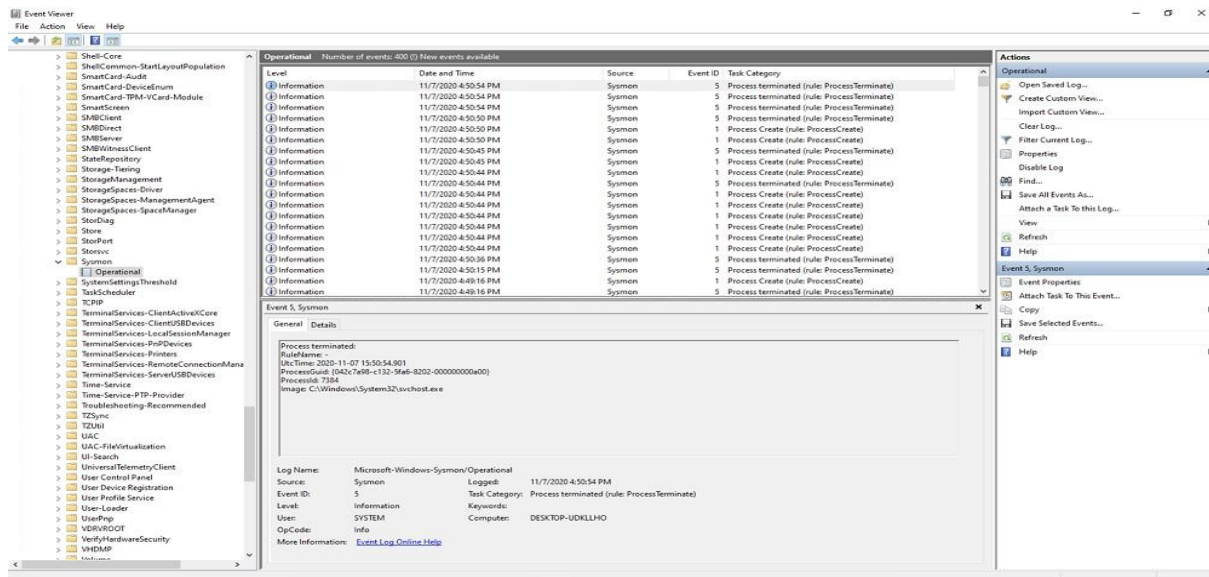 Event Viewer
File Action View Help
Shell-Core
ShellCommon-StartLayoutPopulation
SmartCard-Audit
SmartCard-DeviceEnum
SmartCard-TPM-VCard-Module
SmartScreen
SMBClient
SMBDirect
SMBServer
SMBWitnessClient
StateRepository
Storage-Tiering
StorageManagement
StorageSpaces-Driver
StorageSpaces-ManagementAgent
StorageSpaces-SpaceManager
StorDiag
Store
StorPort
Storsvc
Sysmon
Operational
SystemSettingsThreshold
TaskScheduler
TCPIP
TerminalServices-ClientActiveXCore
TerminalServices-ClientUSBDevices
TerminalServices-LocalSessionManager
TerminalServices-PnPDevices
TerminalServices-Printers
TerminalServices-RemoteConnectionMana
TerminalServices-ServerUSBDevices
Time-Service
Time-Service-PTP-Provider
Troubleshooting-Recommended
TZSync
TZUtil
UAC
UAC-FileVirtualization
UI-Search
UniversalTelemetryClient
User Control Panel
User Device Registration
User Profile Service
User-Loader
UserPnp
VDRVROOT
VerifyHardwareSecurity
VHDMP
Operational Number of events: 400 (!) New events available
Level Date and Time Source Event ID Task Category
Information 11/7/2020 4:50:54 PM Sysmon 5 Process terminated (rule: ProcessTerminate)
Information 11/7/2020 4:50:54 PM Sysmon 5 Process terminated (rule: ProcessTerminate)
Information 11/7/2020 4:50:54 PM Sysmon 5 Process terminated (rule: ProcessTerminate)
Information 11/7/2020 4:50:50 PM Sysmon 5 Process terminated (rule: ProcessTerminate)
Information 11/7/2020 4:50:50 PM Sysmon 1 Process Create (rule: ProcessCreate)
Information 11/7/2020 4:50:50 PM Sysmon 1 Process Create (rule: ProcessCreate)
Information 11/7/2020 4:50:45 PM Sysmon 5 Process terminated (rule: ProcessTerminate)
Information 11/7/2020 4:50:45 PM Sysmon 1 Process Create (rule: ProcessCreate)
Information 11/7/2020 4:50:44 PM Sysmon 1 Process Create (rule: ProcessCreate)
Information 11/7/2020 4:50:44 PM Sysmon 5 Process terminated (rule: ProcessTerminate)
Information 11/7/2020 4:50:44 PM Sysmon 1 Process Create (rule: ProcessCreate)
Information 11/7/2020 4:50:44 PM Sysmon 1 Process Create (rule: ProcessCreate)
Information 11/7/2020 4:50:44 PM Sysmon 1 Process Create (rule: ProcessCreate)
Information 11/7/2020 4:50:44 PM Sysmon 1 Process Create (rule: ProcessCreate)
Information 11/7/2020 4:50:44 PM Sysmon 1 Process Create (rule: ProcessCreate)
Information 11/7/2020 4:50:44 PM Sysmon 1 Process Create (rule: ProcessCreate)
Information 11/7/2020 4:50:36 PM Sysmon 5 Process terminated (rule: ProcessTerminate)
Information 11/7/2020 4:50:15 PM Sysmon 5 Process terminated (rule: ProcessTerminate)
Information 11/7/2020 4:49:16 PM Sysmon 1 Process Create (rule: ProcessCreate)
Information 11/7/2020 4:49:16 PM Sysmon 5 Process terminated (rule: ProcessTerminate)
Event 5, Sysmon
General Details
Process terminated:
RuleName: -
UtcTime: 2020-11-07 15:50:54.901
ProcessGuid: {042c7a98-c132-5fa6-8202-000000000a00}
ProcessId: 7384
Image: C:\Windows\System32\svchost.exe
Log Name: Microsoft-Windows-Sysmon/Operational
Source: Sysmon Logged: 11/7/2020 4:50:54 PM
Event ID: 5 Task Category: Process terminated (rule: ProcessTerminate)
Level: Information Keywords:
User: SYSTEM Computer: DESKTOP-UDKLLHO
OpCode: Info
More Information: Event Log Online Help
Actions
Operational
Open Saved Log...
Create Custom View...
Import Custom View...
Clear Log...
Filter Current Log...
Properties
Disable Log
Find...
Save All Events As...
Attach a Task To this Log...
View
Refresh
Help
Event 5, Sysmon
Event Properties
Attach Task To This Event...
Copy
Save Selected Events...
Refresh
Help